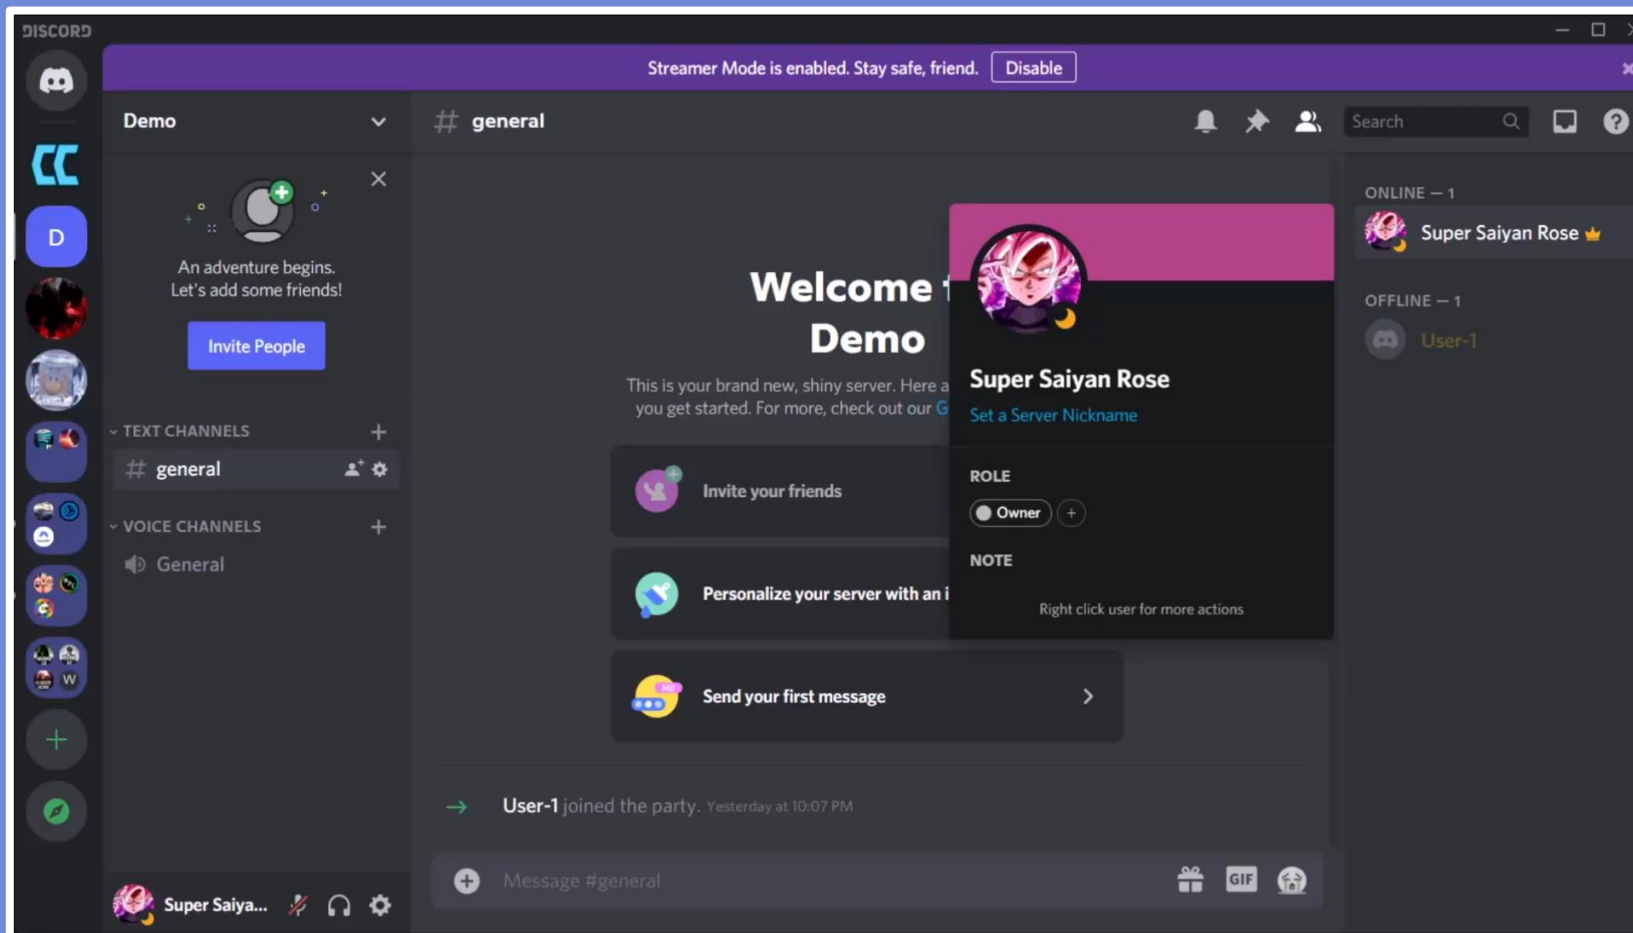 DISCORD
Streamer Mode is enabled. Stay safe, friend. Disable
Demo
# general
Search
An adventure begins.
Let's add some friends!
Invite People
TEXT CHANNELS
# general
VOICE CHANNELS
General
D
W
Welcome
Demo
This is your brand new, shiny server. Here a
you get started. For more, check out our G
Invite your friends
Personalize your server with an i
Send your first message
User-1 joined the party. Yesterday at 10:07 PM
Message #general
GIF
Super Saiya...
Super Saiyan Rose
Set a Server Nickname
ROLE
Owner +
NOTE
Right click user for more actions
ONLINE — 1
Super Saiyan Rose
OFFLINE — 1
User-1